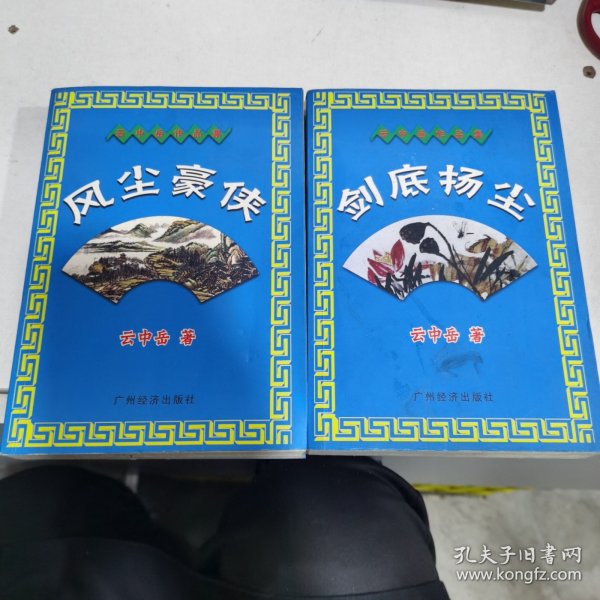 云中岳作品集
风尘豪侠
云中岳 著
广州经济出版社
云中岳作品集
剑底扬尘
云中岳 著
广州经济出版社
孔夫子旧书网
www.kongfz.com